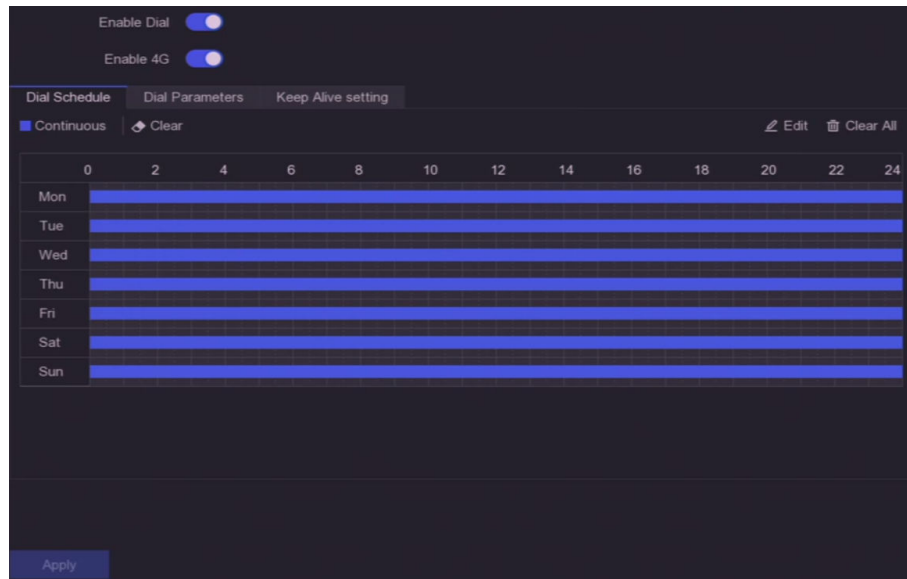 Enable Dial
Enable 4G
Dial Schedule Dial Parameters Keep Alive setting
Continuous Clear Edit Clear All
0 2 4 6 8 10 12 14 16 18 20 22 24
Mon
Tue
Wed
Thu
Fri
Sat
Sun
Apply